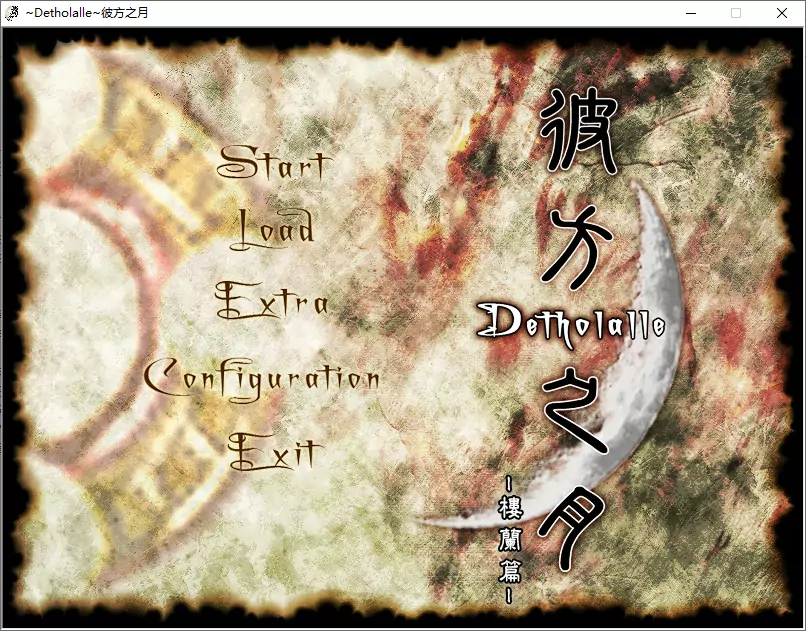 ~Detholalle~彼方之月
Start
Load
Extra
Configuration
Exit
彼方之月
Detholalle
~樓蘭篇~